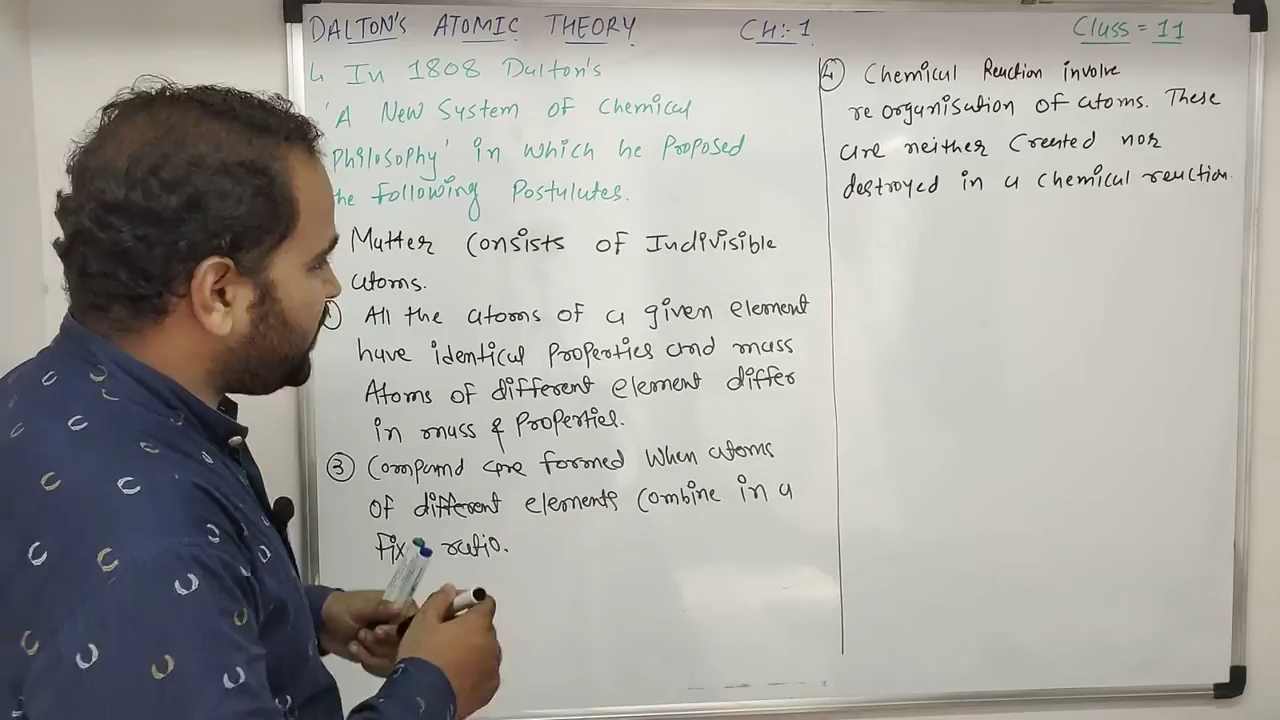 DALTON'S ATOMIC THEORY CH:-1 Class = 11
↳ In 1808 Dalton's
'A New System of Chemical
Philosophy' in which he Proposed
the following Postulates.
Matter Consists of Indivisible
atoms.
All the atoms of a given element
have identical Properties and mass
Atoms of different element differ
in mass & Properties.
③ Compound are formed When atoms
of different elements Combine in a
Fix ratio.
④ Chemical Reaction involve
re organisation of atoms. These
are neither Created nor
destroyed in a chemical reaction.